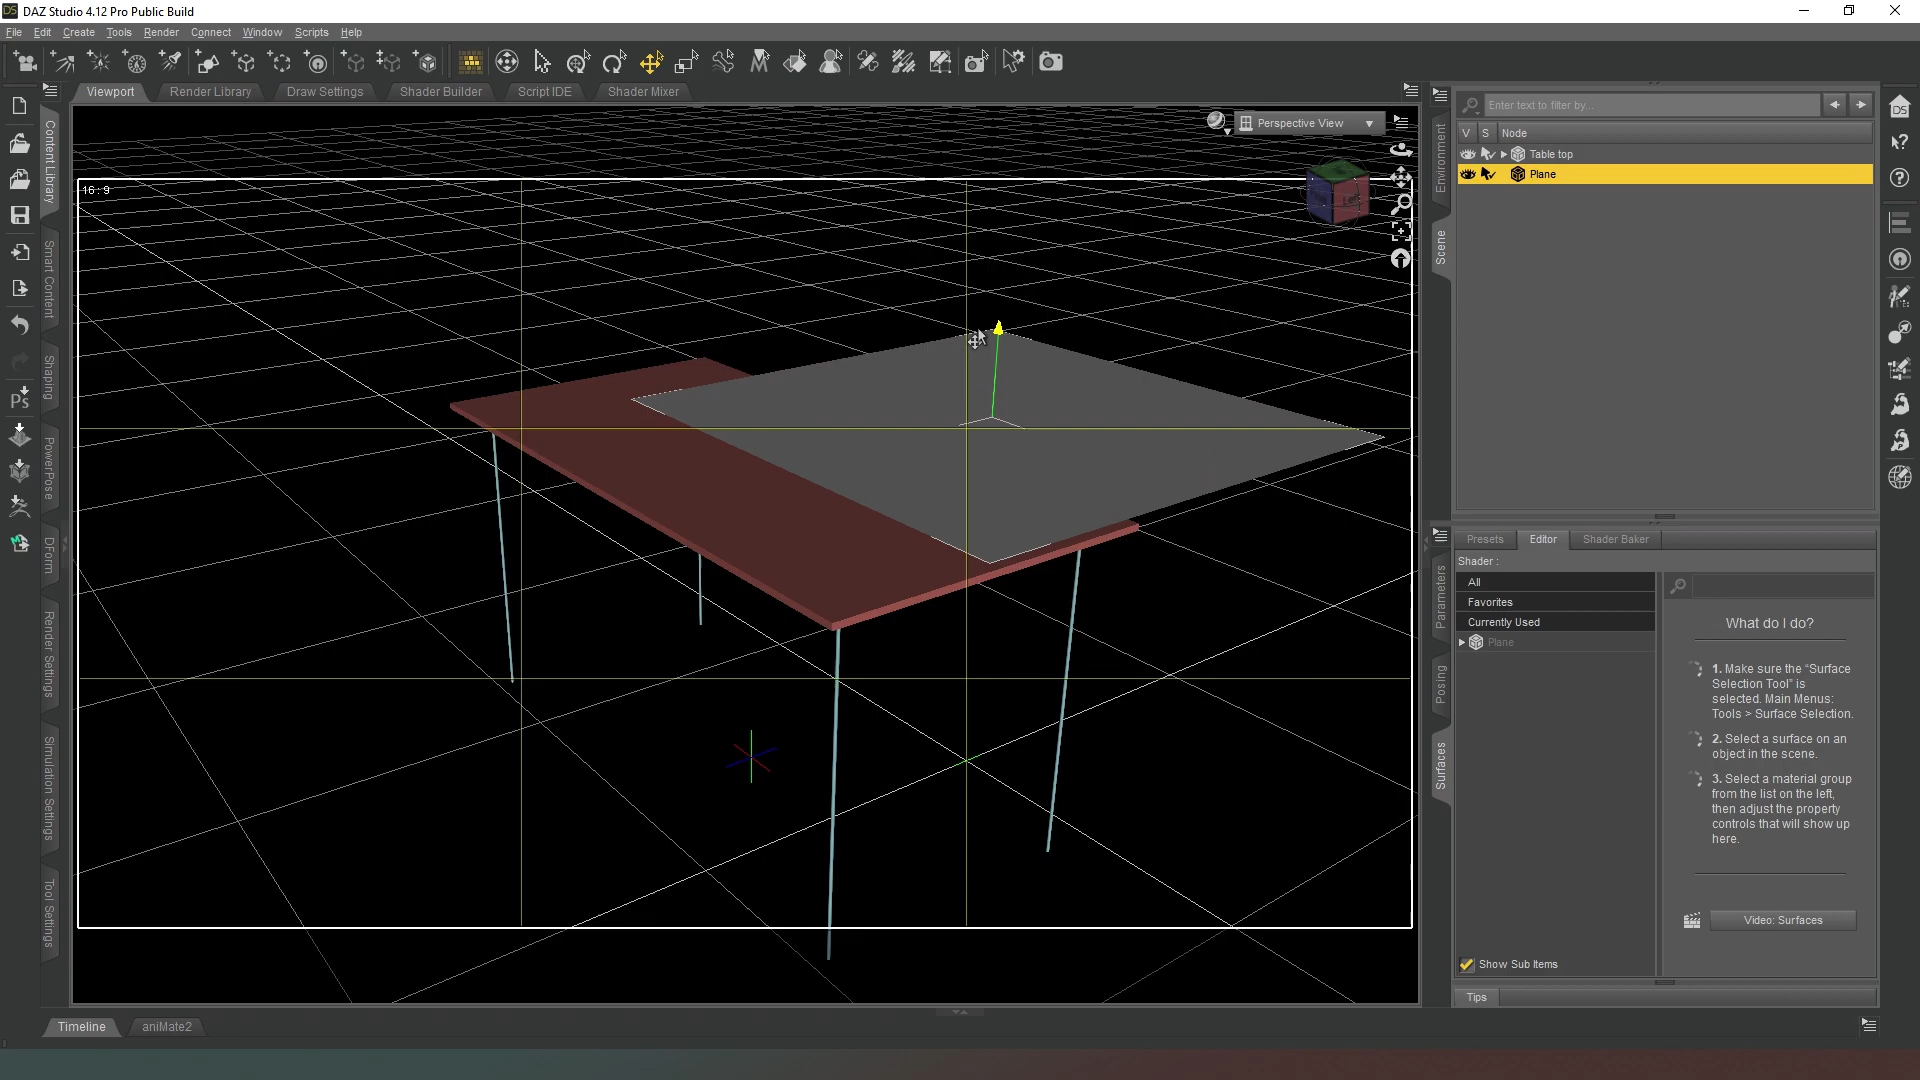 DAZ Studio 4.12 Pro Public Build
File Edit Create Tools Render Connect Window Scripts Help
Viewport Render Library Draw Settings Shader Builder Script IDE Shader Mixer
16 : 9
Perspective View
Content Library
Smart Content
Shaping
PowerPose
DForm
Render Settings
Simulation Settings
Tool Settings
Ps
Environment
Scene
Enter text to filter by...
V S Node
Table top
Plane
Parameters
Posing
Surfaces
Presets Editor Shader Baker
Shader :
All
Favorites
Currently Used
Plane
What do I do?
1. Make sure the "Surface
Selection Tool" is
selected. Main Menus:
Tools > Surface Selection.
2. Select a surface on an
object in the scene.
3. Select a material group
from the list on the left,
then adjust the property
controls that will show up
here.
Video: Surfaces
Show Sub Items
Tips
Timeline aniMate2